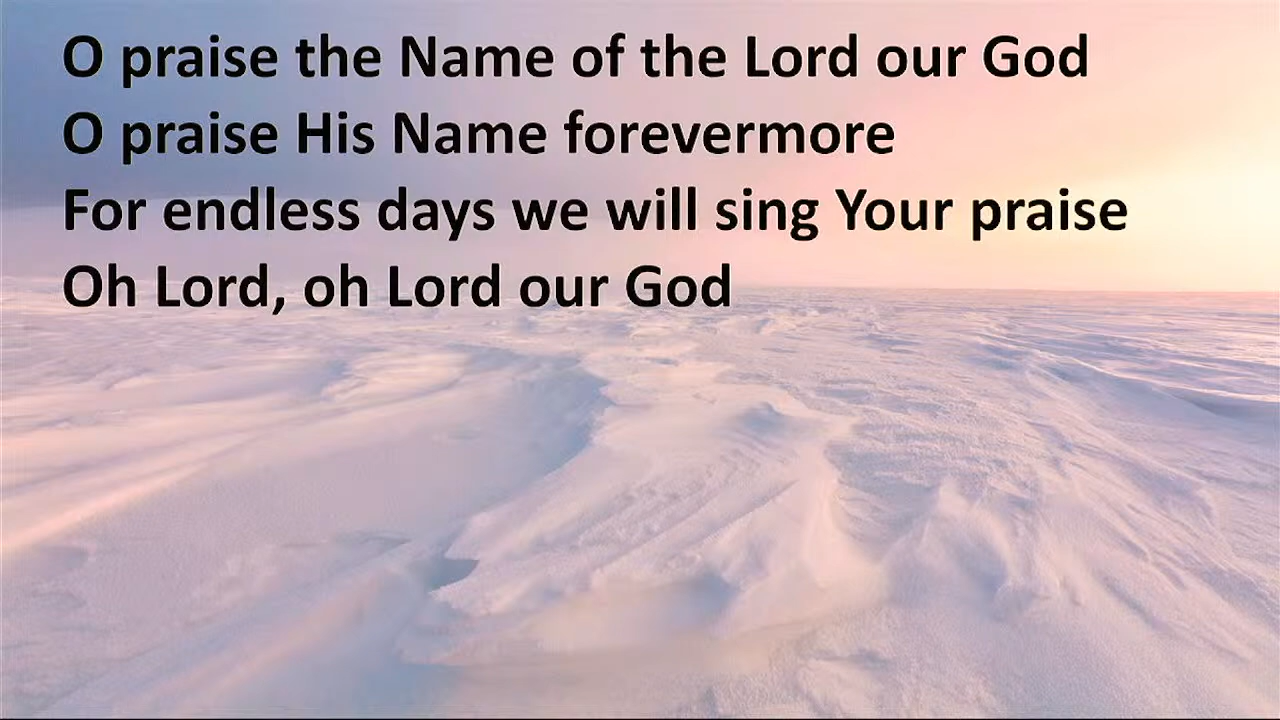 O praise the Name of the Lord our God
O praise His Name forevermore
For endless days we will sing Your praise
Oh Lord, oh Lord our God